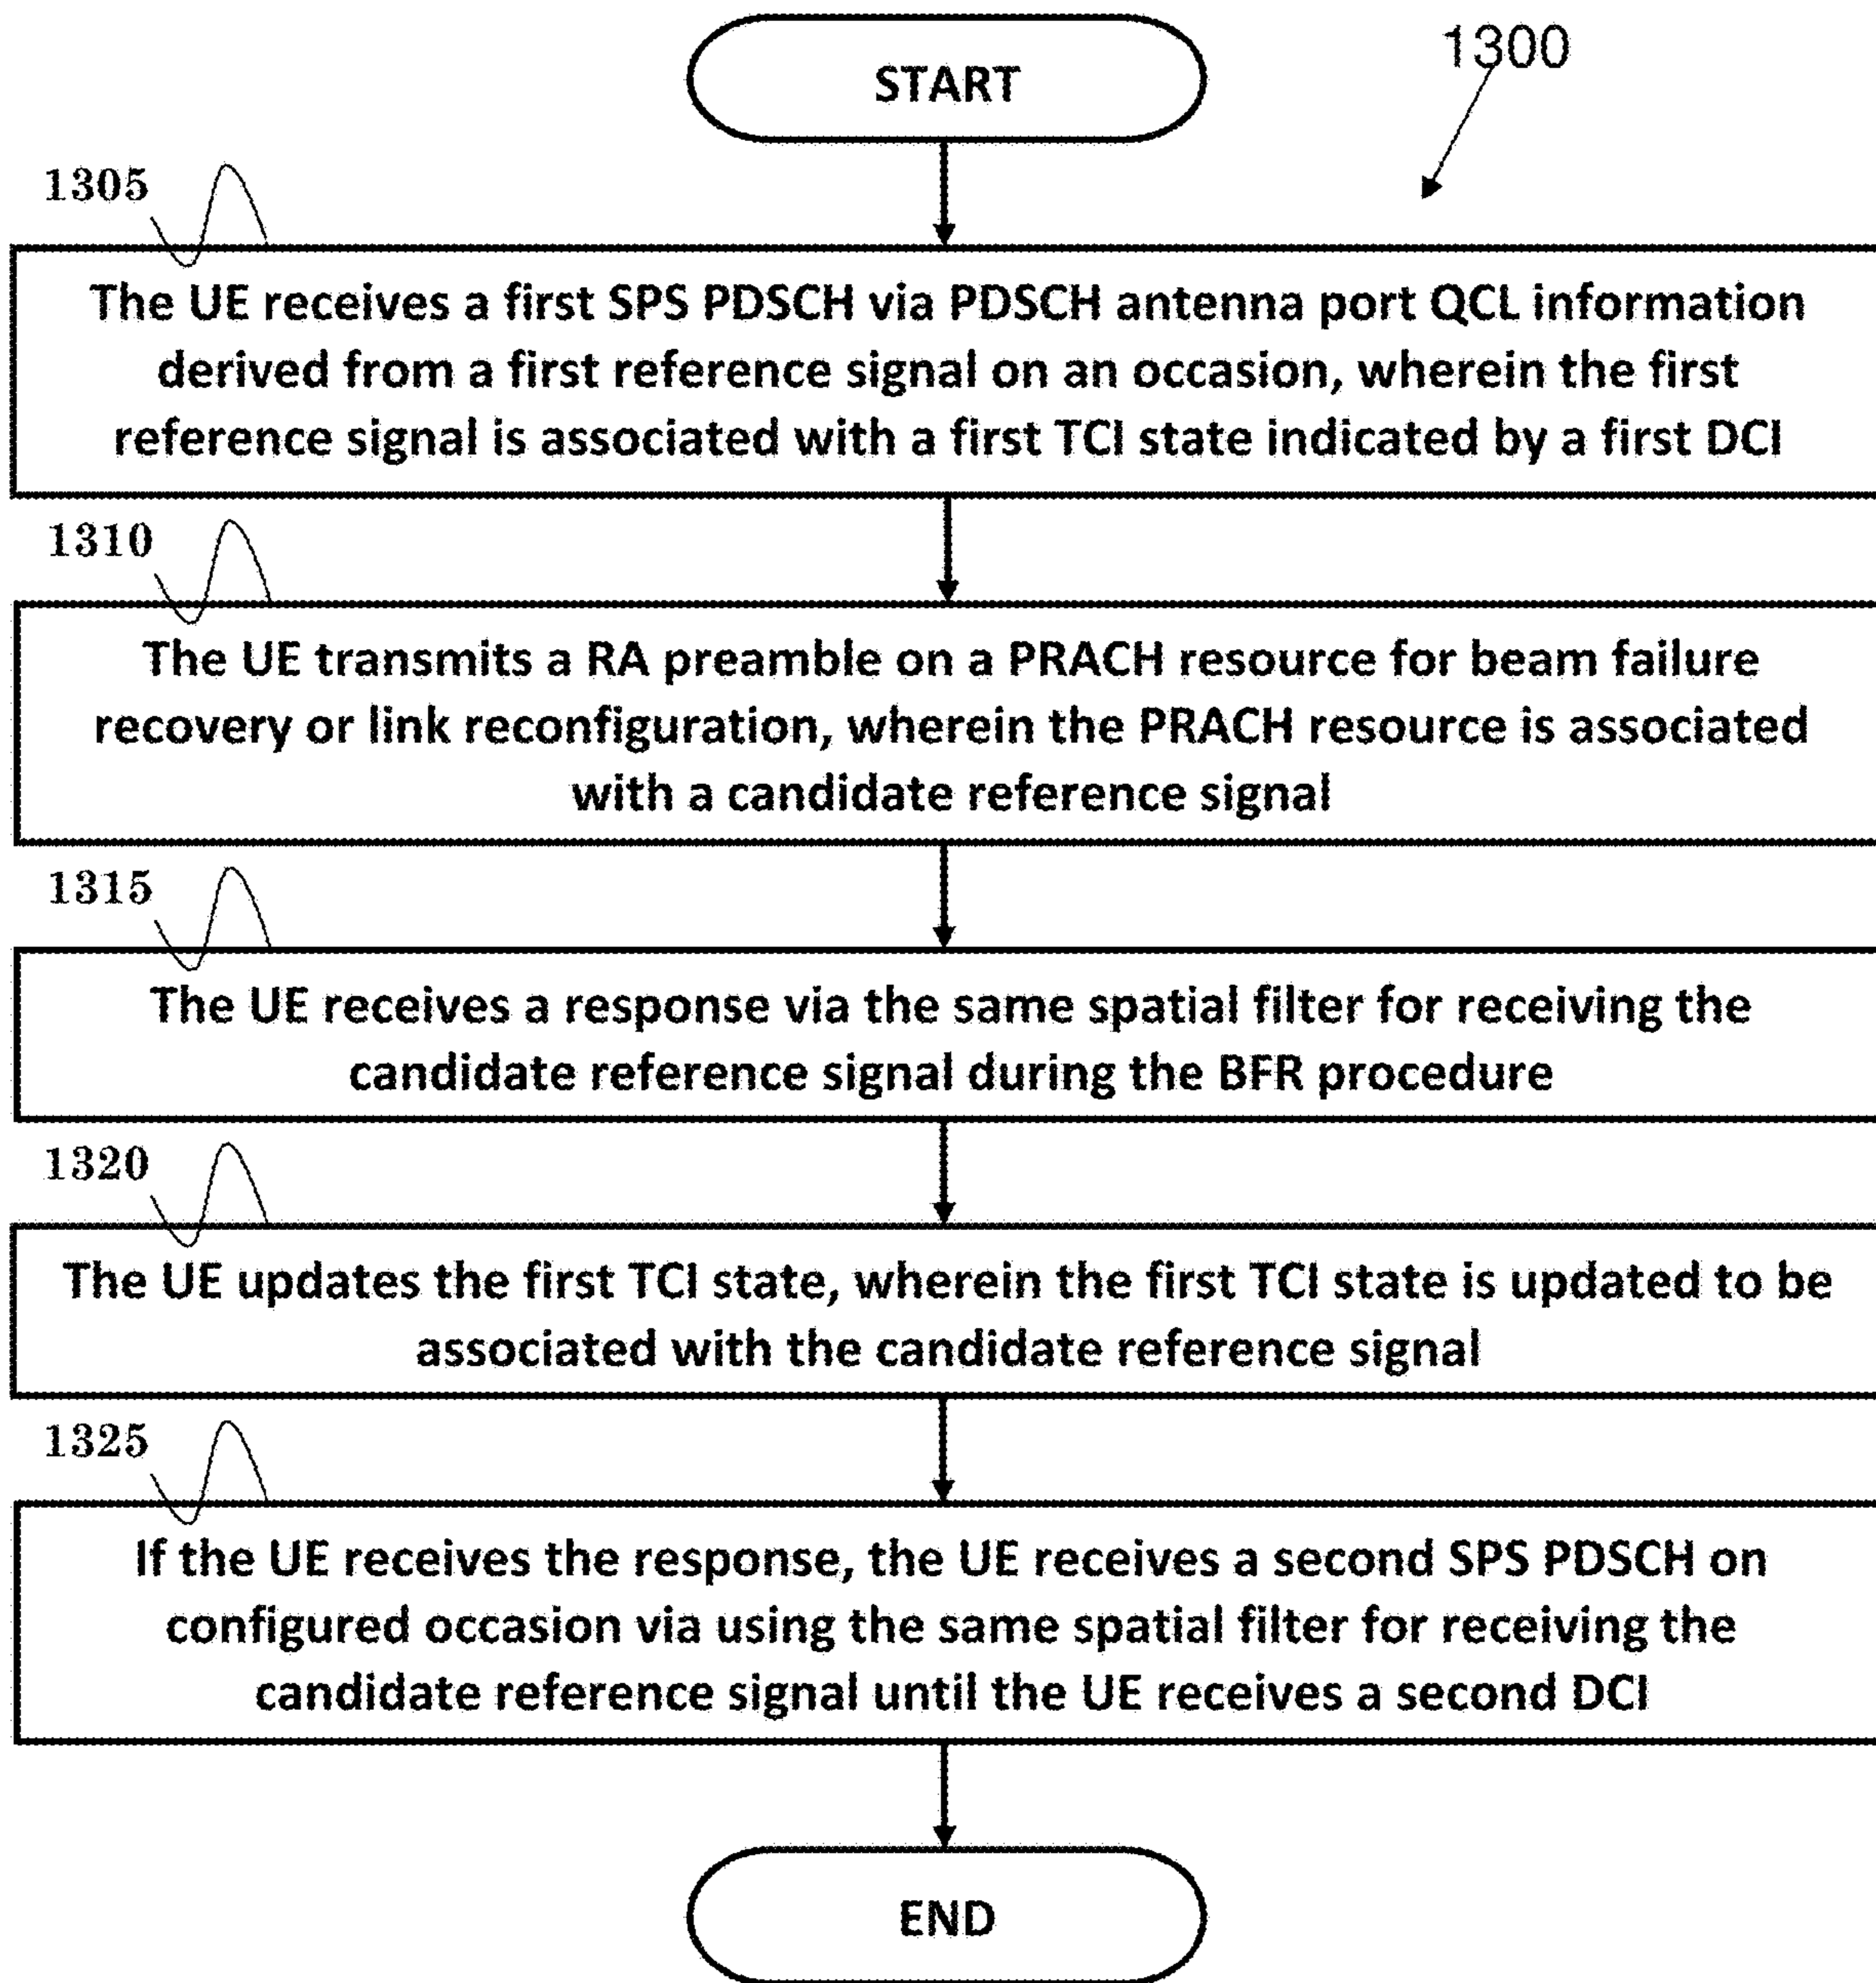 START
1300
1305
The UE receives a first SPS PDSCH via PDSCH antenna port QCL information
derived from a first reference signal on an occasion, wherein the first
reference signal is associated with a first TCI state indicated by a first DCI
1310
The UE transmits a RA preamble on a PRACH resource for beam failure
recovery or link reconfiguration, wherein the PRACH resource is associated
with a candidate reference signal
1315
The UE receives a response via the same spatial filter for receiving the
candidate reference signal during the BFR procedure
1320
The UE updates the first TCI state, wherein the first TCI state is updated to be
associated with the candidate reference signal
1325
If the UE receives the response, the UE receives a second SPS PDSCH on
configured occasion via using the same spatial filter for receiving the
candidate reference signal until the UE receives a second DCI
END